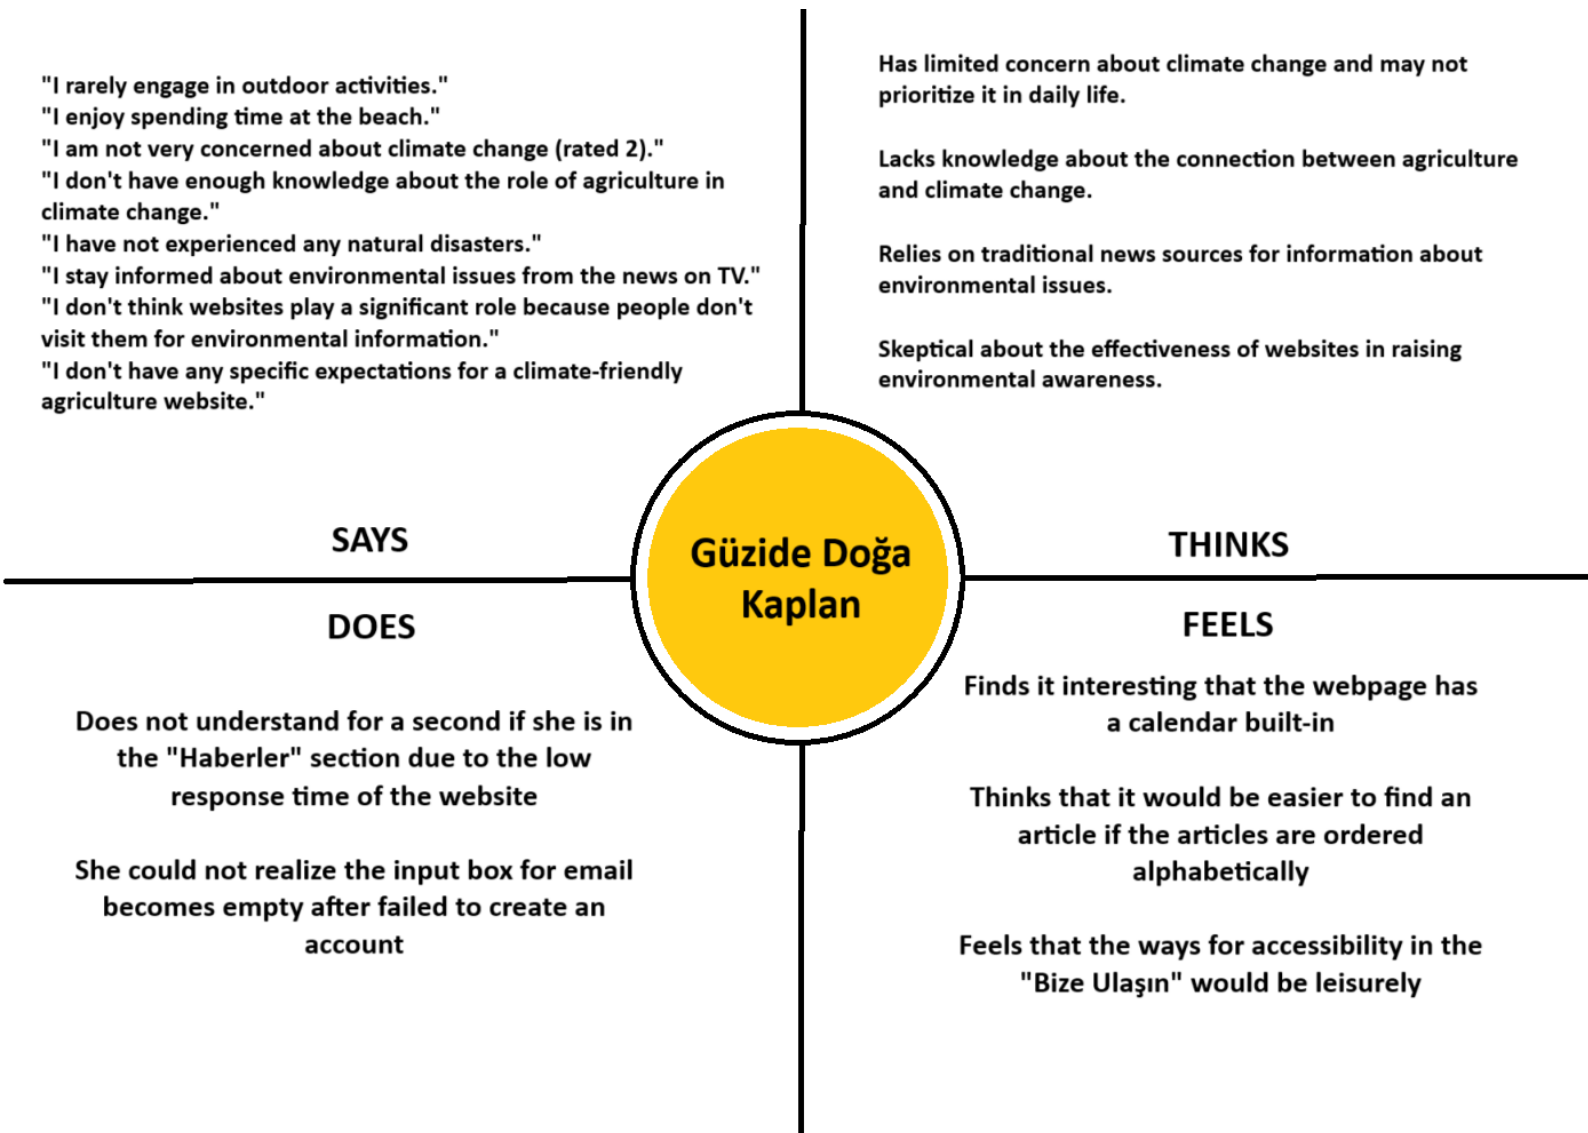 "I rarely engage in outdoor activities."
"I enjoy spending time at the beach."
"I am not very concerned about climate change (rated 2)."
"I don't have enough knowledge about the role of agriculture in
climate change."
"I have not experienced any natural disasters."
"I stay informed about environmental issues from the news on TV."
"I don't think websites play a significant role because people don't
visit them for environmental information."
"I don't have any specific expectations for a climate-friendly
agriculture website."
SAYS
Has limited concern about climate change and may not
prioritize it in daily life.
Lacks knowledge about the connection between agriculture
and climate change.
Relies on traditional news sources for information about
environmental issues.
Skeptical about the effectiveness of websites in raising
environmental awareness.
THINKS
Güzide Doğa
Kaplan
DOES
Does not understand for a second if she is in
the "Haberler" section due to the low
response time of the website
She could not realize the input box for email
becomes empty after failed to create an
account
FEELS
Finds it interesting that the webpage has
a calendar built-in
Thinks that it would be easier to find an
article if the articles are ordered
alphabetically
Feels that the ways for accessibility in the
"Bize Ulaşın" would be leisurely